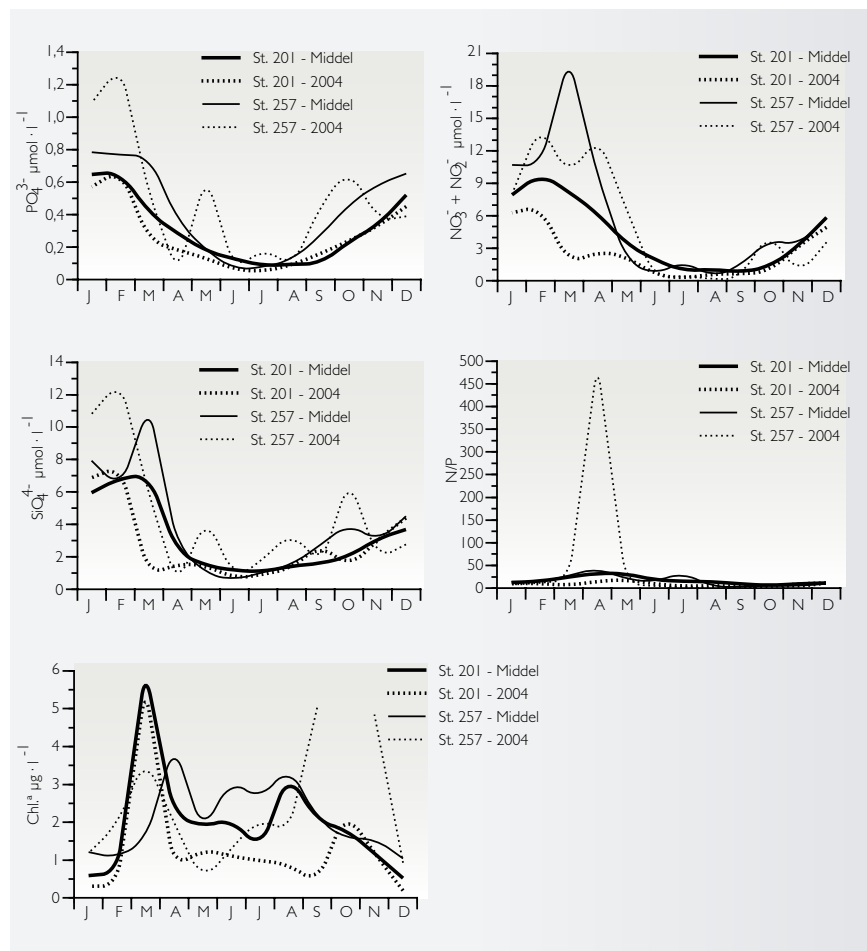 PO₄³⁻ µmol · l⁻¹
1,4
1,2
1,0
0,8
0,6
0,4
0,2
0
J F M A M J J A S O N D
St. 201 - Middel
St. 201 - 2004
St. 257 - Middel
St. 257 - 2004
NO₃⁻ + NO₂⁻ µmol · l⁻¹
21
18
15
12
9
6
3
0
J F M A M J J A S O N D
St. 201 - Middel
St. 201 - 2004
St. 257 - Middel
St. 257 - 2004
SiO₄⁴⁻ µmol · l⁻¹
14
12
10
8
6
4
2
0
J F M A M J J A S O N D
St. 201 - Middel
St. 201 - 2004
St. 257 - Middel
St. 257 - 2004
N/P
500
450
400
350
300
250
200
150
100
50
0
J F M A M J J A S O N D
St. 201 - Middel
St. 201 - 2004
St. 257 - Middel
St. 257 - 2004
Chl.ª µg · l⁻¹
6
5
4
3
2
1
0
J F M A M J J A S O N D
St. 201 - Middel
St. 201 - 2004
St. 257 - Middel
St. 257 - 2004